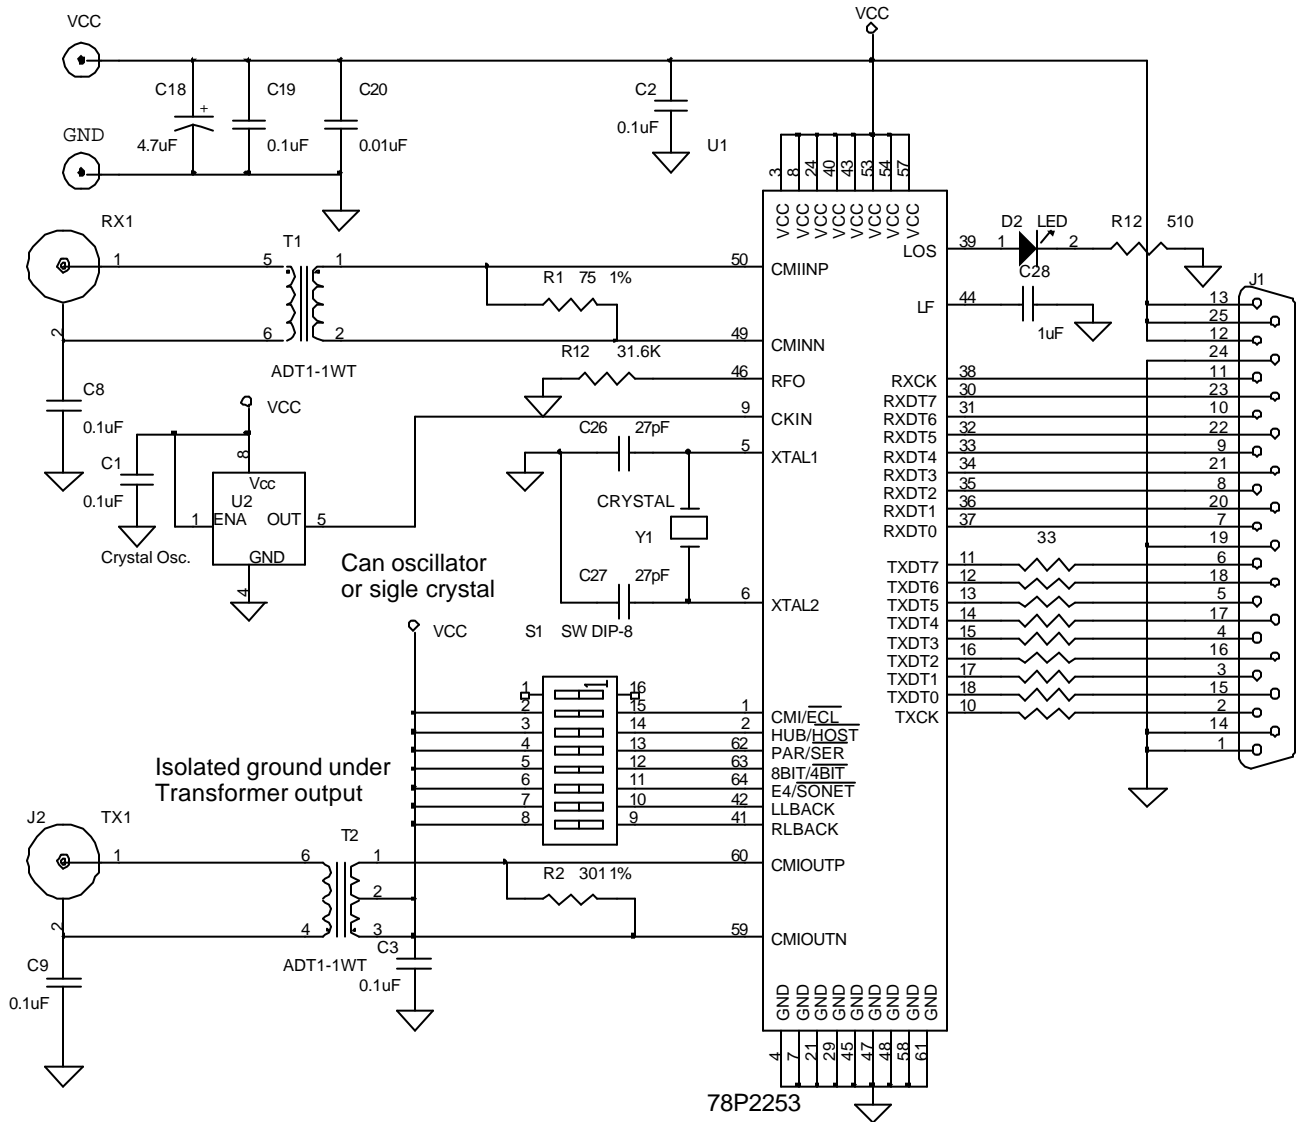 VCC
VCC
C18
C19
C20
C2
+
GND
4.7uF
0.1uF
0.01uF
0.1uF
U1
3 8 24 40 43 53 54 57
VCC VCC VCC VCC VCC VCC VCC VCC
RX1
T1
1 5 1
50 CMIINP
R1 75 1%
2 6 2
49 CMINN
ADT1-1WT
R12 31.6K
46 RFO
9 CKIN
C8
0.1uF
VCC
C1
0.1uF
8
Vcc
U2
1 ENA OUT 5
GND
4
Crystal Osc.
C26 27pF
5 XTAL1
CRYSTAL
Y1
C27 27pF
6 XTAL2
Can oscillator
or sigle crystal
VCC
S1 SW DIP-8
1 1 16
2 15 1 CMI/ECL
3 14 2 HUB/HOST
4 13 62 PAR/SER
5 12 63 8BIT/4BIT
6 11 64 E4/SONET
7 10 42 LLBACK
8 9 41 RLBACK
Isolated ground under
Transformer output
J2 TX1
T2
1 6 1
60 CMIOUTP
2
R2 301 1%
2 4 3
59 CMIOUTN
ADT1-1WT
C9
0.1uF
C3
0.1uF
D2 LED R12 510
LOS 39 1 2
C28
LF 44
1uF
J1
13
25
12
24
RXCK 38 11
RXDT7 30 23
RXDT6 31 10
RXDT5 32 22
RXDT4 33 9
RXDT3 34 21
RXDT2 35 8
RXDT1 36 20
RXDT0 37 7
33
19
TXDT7 11 6
TXDT6 12 18
TXDT5 13 5
TXDT4 14 17
TXDT3 15 4
TXDT2 16 16
TXDT1 17 3
TXDT0 18 15
TXCK 10 2
14
1
GND GND GND GND GND GND GND GND GND
4 7 21 29 45 47 48 58 61
78P2253